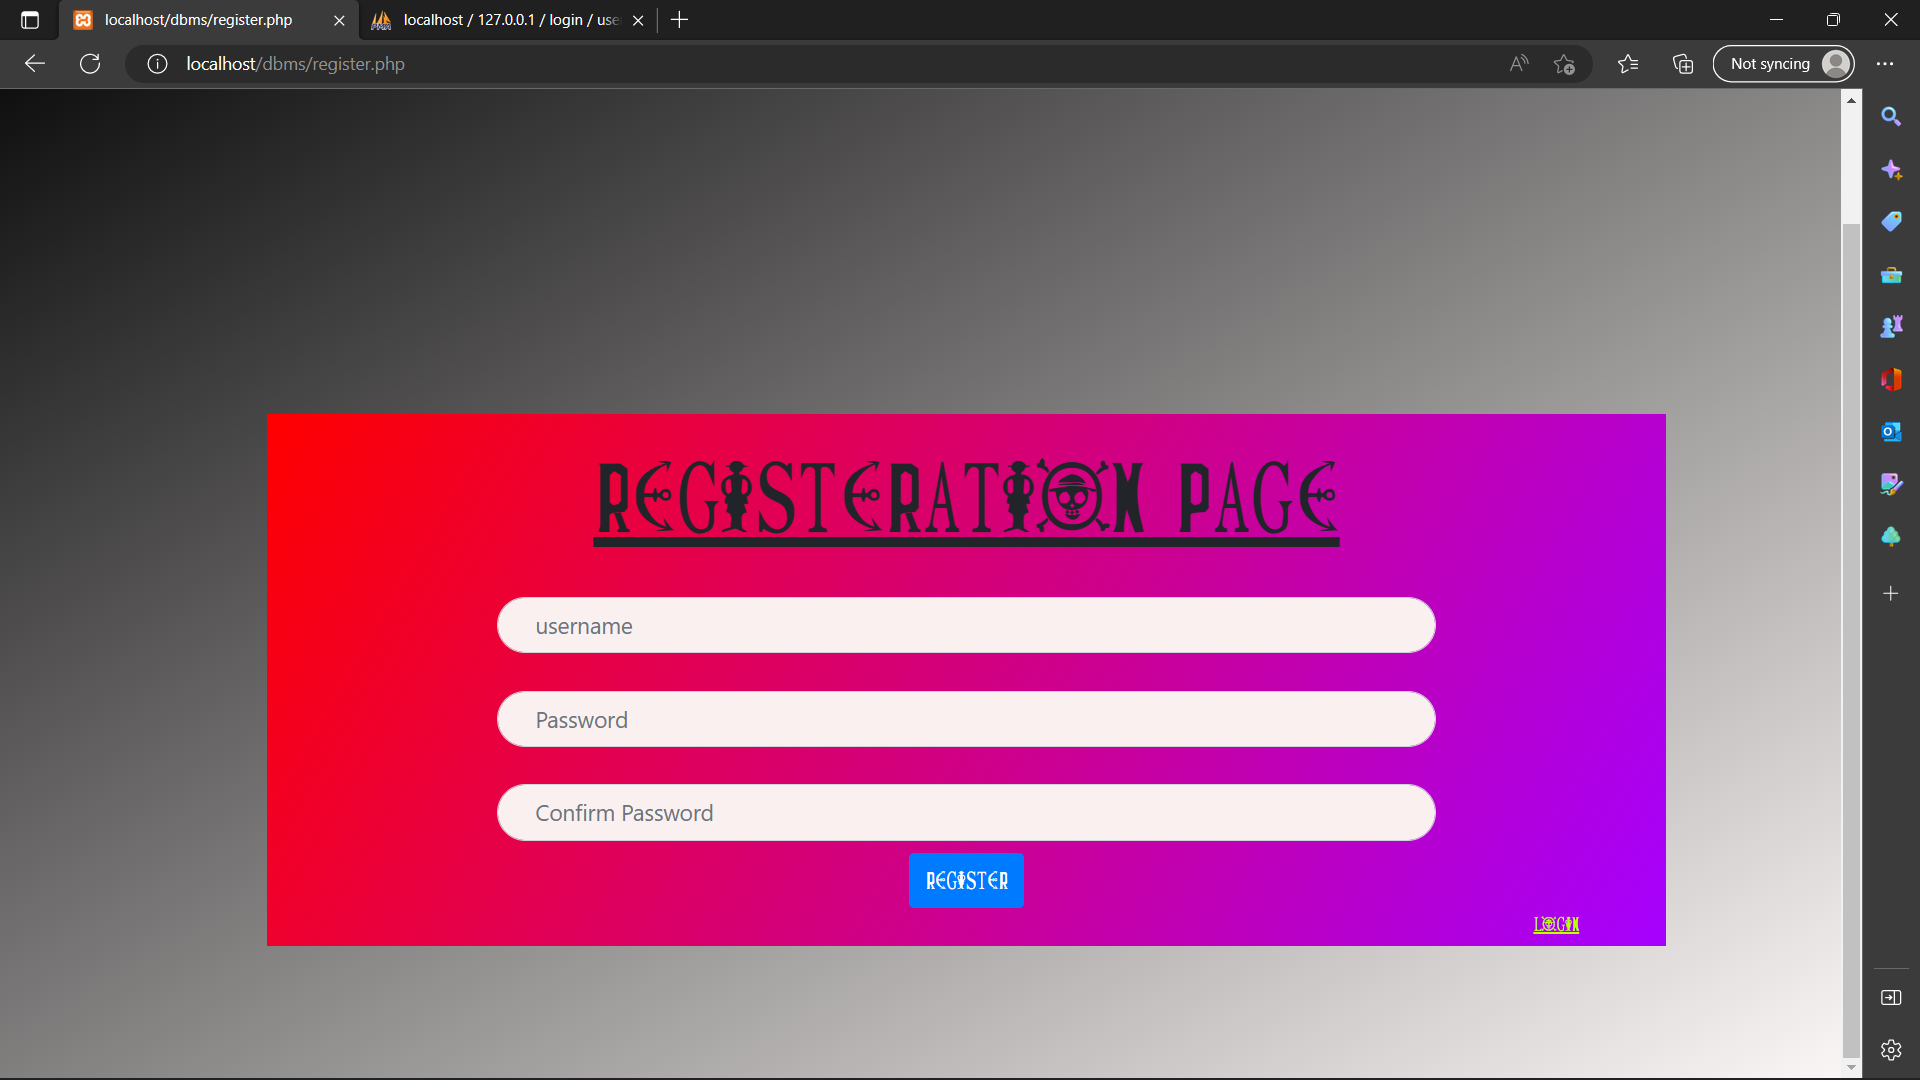 localhost/dbms/register.php
localhost / 127.0.0.1 / login / use
localhost/dbms/register.php
Not syncing
REGISTERATION PAGE
username
Password
Confirm Password
REGISTER
LOGIN